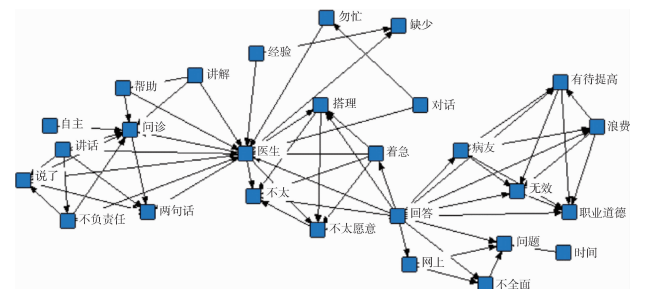 勿忙
缺少
经验
讲解
帮助
有待提高
搭理
对话
自主
问诊
浪费
讲话
医生
着急
病友
说了
不太
无效
不负责任
两句话
回答
职业道德
不太愿意
问题
时间
网上
不全面